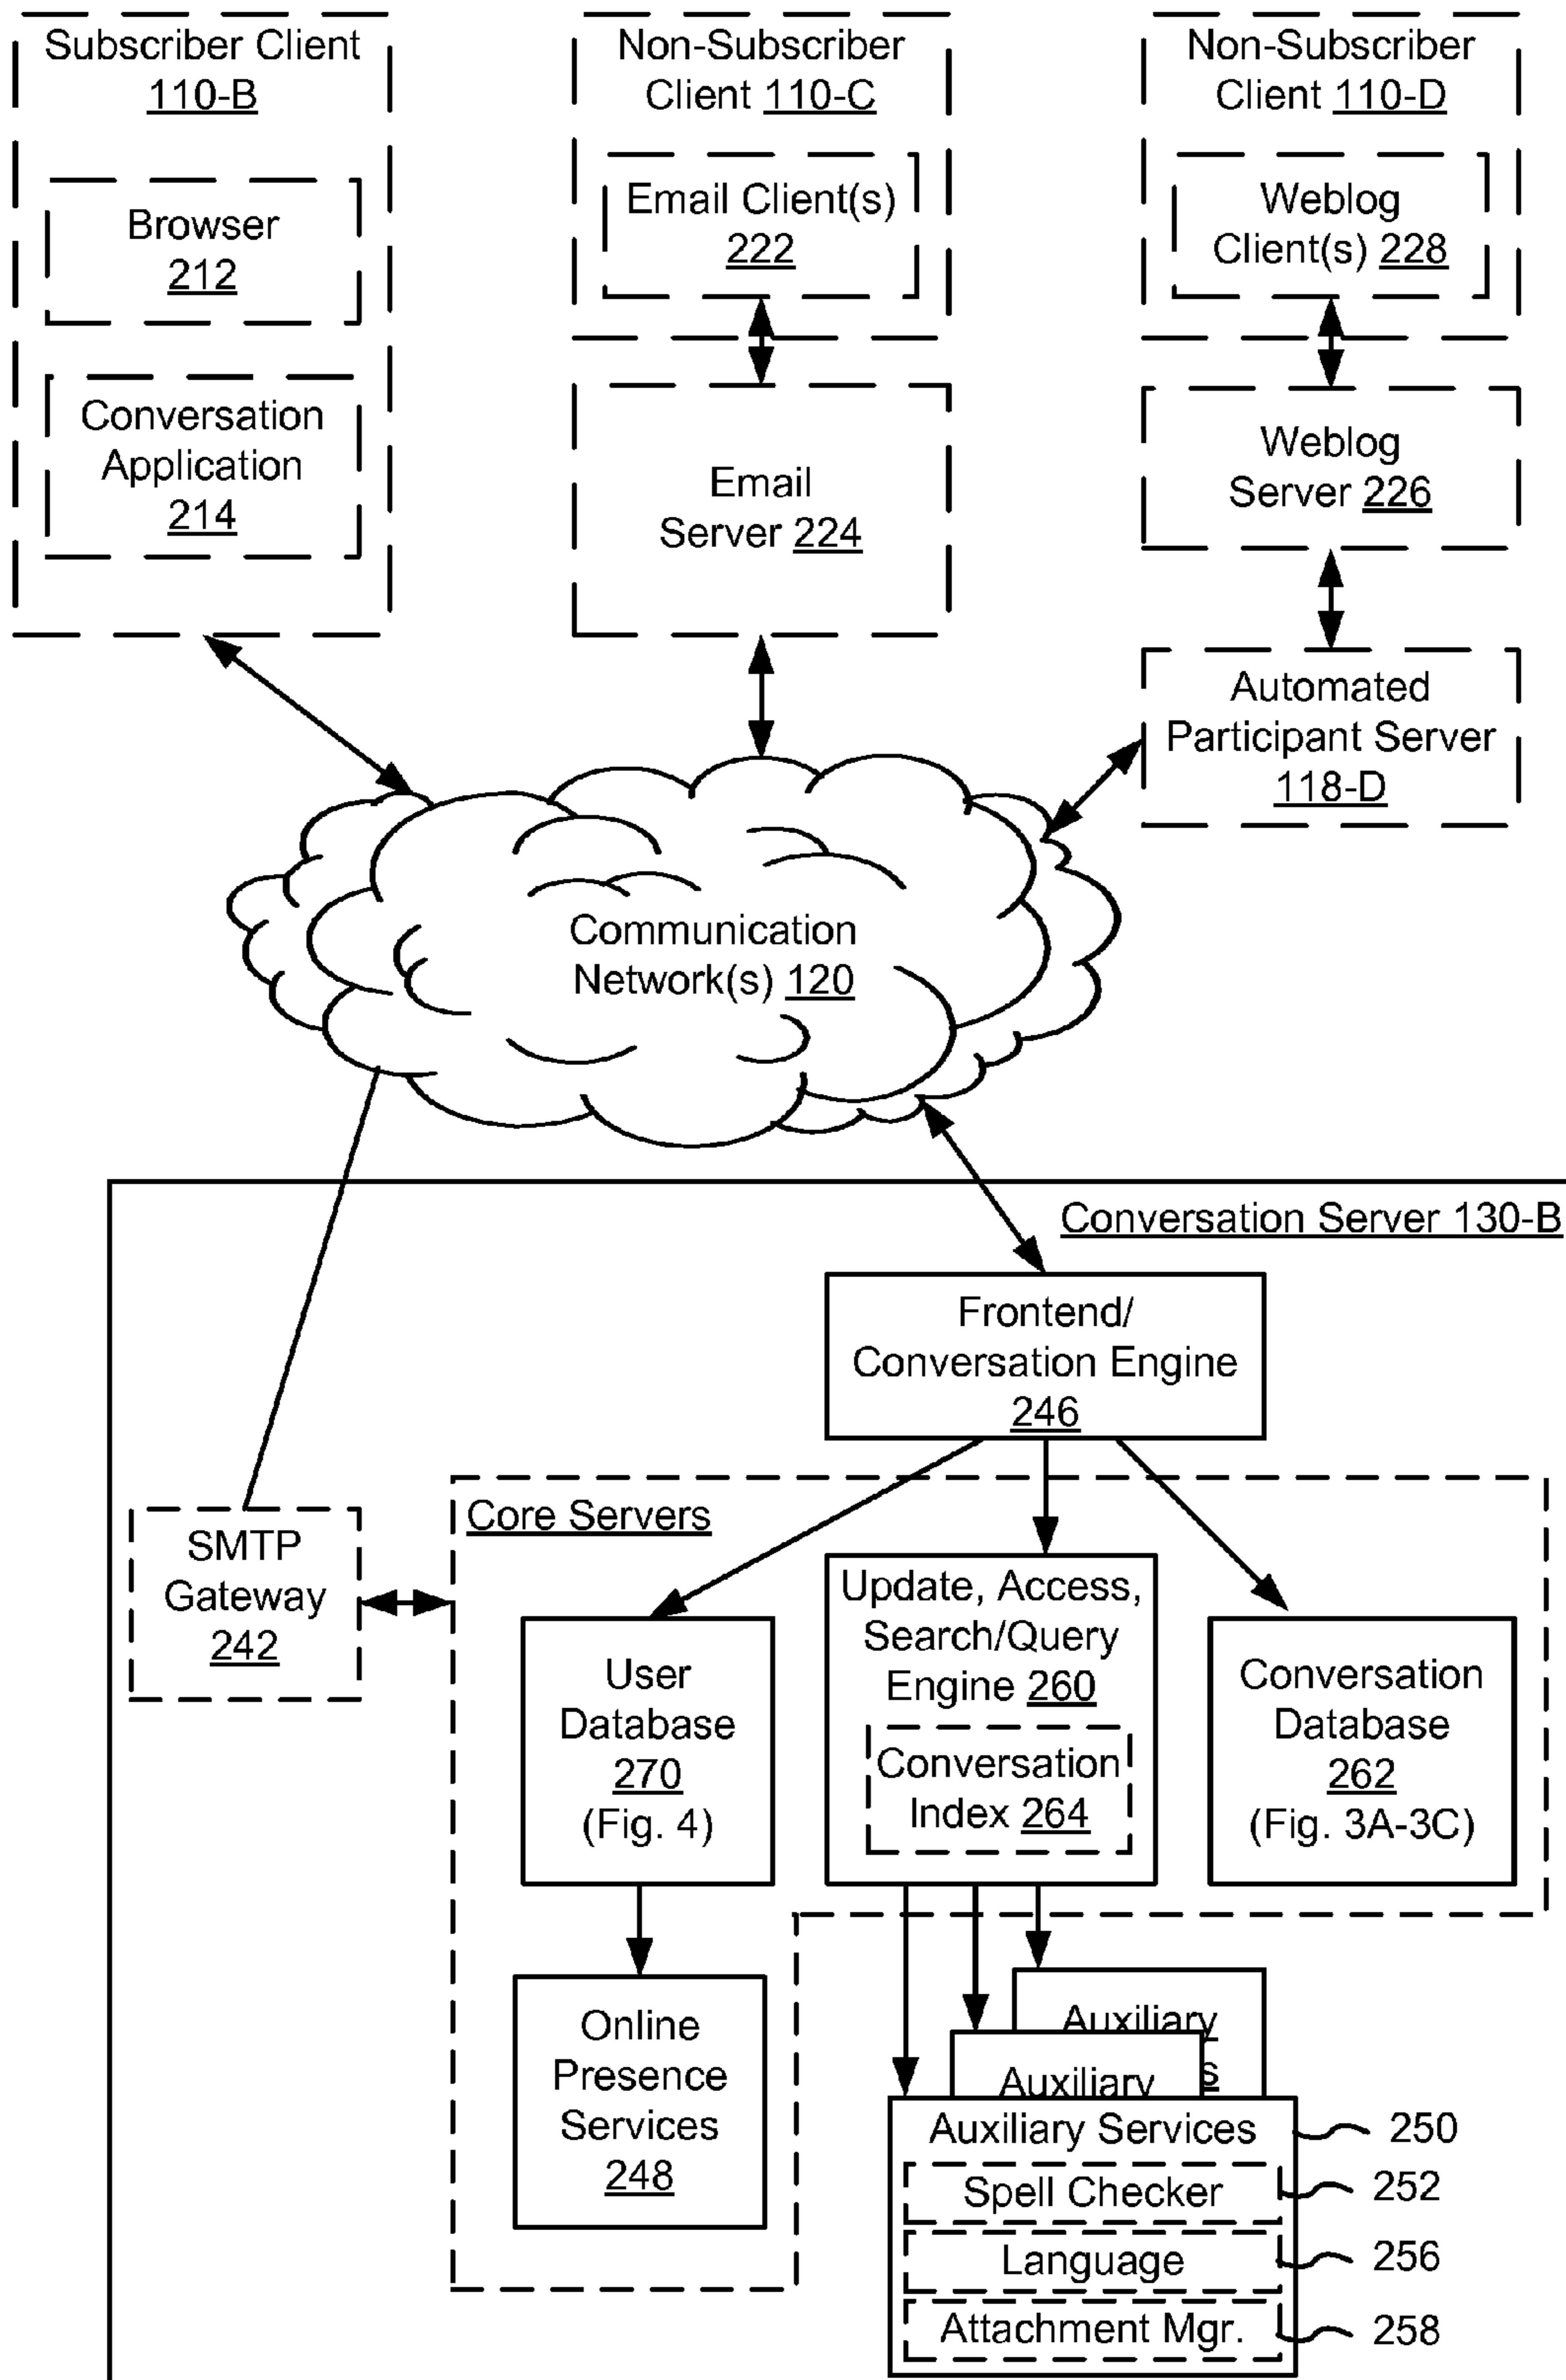 Subscriber Client
110-B
Browser
212
Conversation
Application
214
Non-Subscriber
Client 110-C
Email Client(s)
222
Email
Server 224
Non-Subscriber
Client 110-D
Weblog
Client(s) 228
Weblog
Server 226
Automated
Participant Server
118-D
Communication
Network(s) 120
Conversation Server 130-B
Frontend/
Conversation Engine
246
SMTP
Gateway
242
Core Servers
User
Database
270
(Fig. 4)
Update, Access,
Search/Query
Engine 260
Conversation
Index 264
Conversation
Database
262
(Fig. 3A-3C)
Online
Presence
Services
248
Auxiliary
s
Auxiliary
Auxiliary Services
250
Spell Checker
252
Language
256
Attachment Mgr.
258